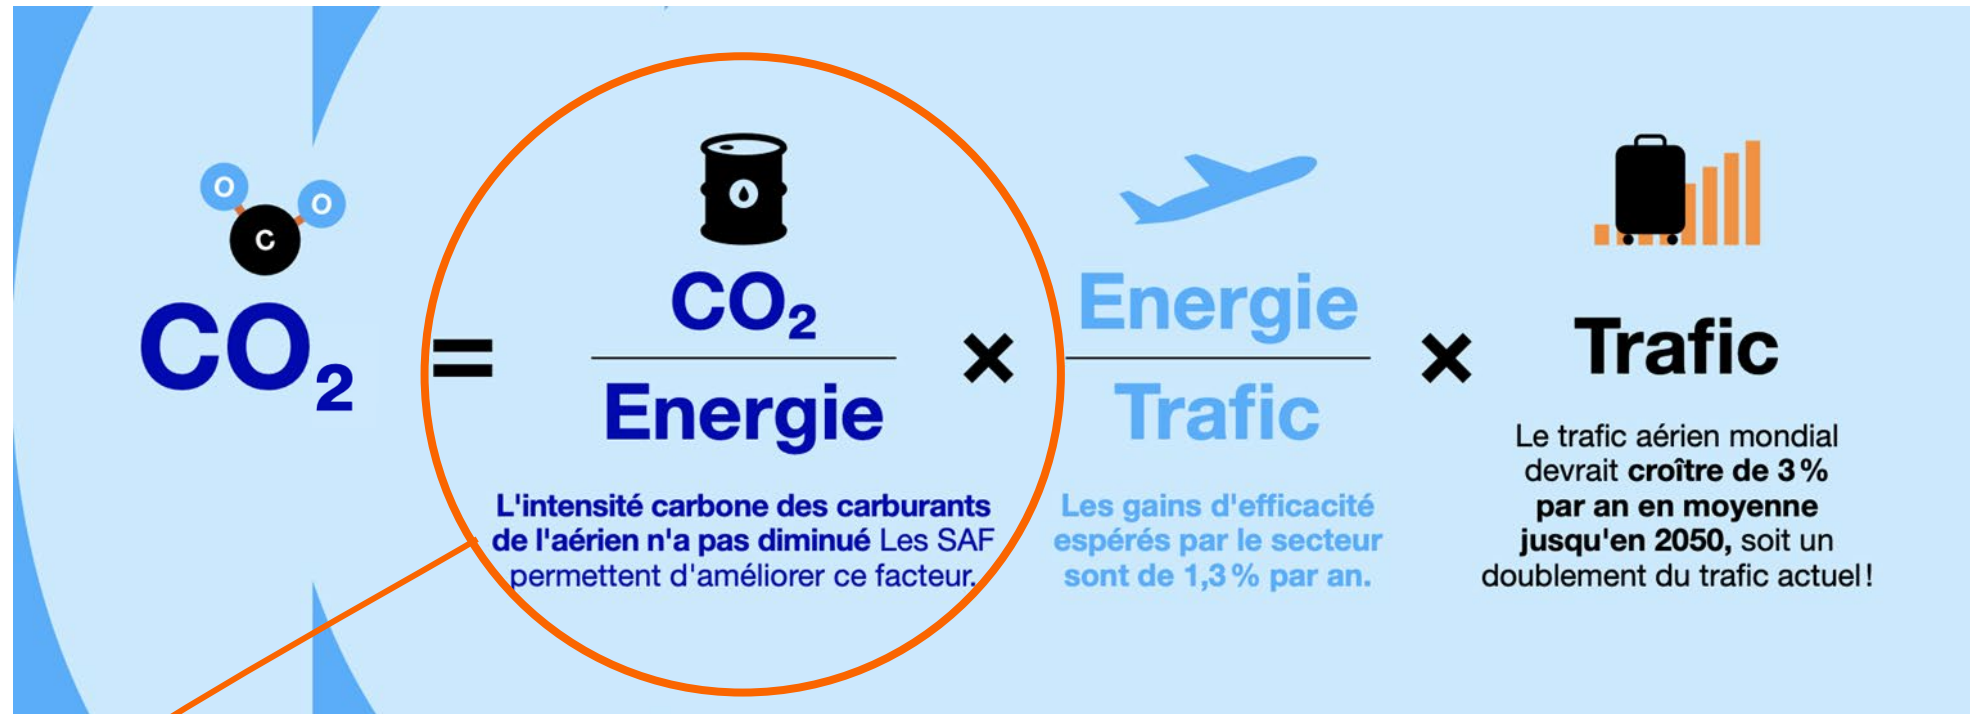 O
O
C
CO₂
=
CO₂
Energie
L'intensité carbone des carburants
de l'aérien n'a pas diminué Les SAF
permettent d'améliorer ce facteur.
×
Energie
Trafic
Les gains d'efficacité
espérés par le secteur
sont de 1,3 % par an.
×
Trafic
Le trafic aérien mondial
devrait croître de 3 %
par an en moyenne
jusqu'en 2050, soit un
doublement du trafic actuel !